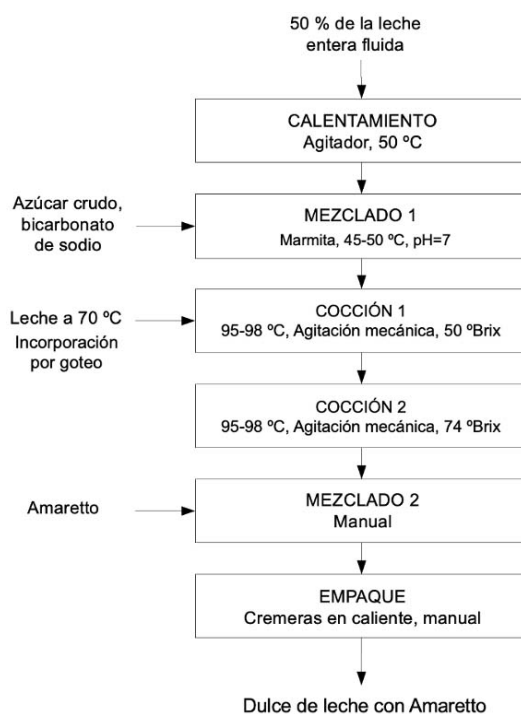 50 % de la leche
entera fluida
CALENTAMIENTO
Agitador, 50 ºC
Azúcar crudo,
bicarbonato
de sodio
MEZCLADO 1
Marmita, 45-50 ºC, pH=7
Leche a 70 ºC
Incorporación
por goteo
COCCIÓN 1
95-98 ºC, Agitación mecánica, 50 ºBrix
COCCIÓN 2
95-98 ºC, Agitación mecánica, 74 ºBrix
Amaretto
MEZCLADO 2
Manual
EMPAQUE
Cremeras en caliente, manual
Dulce de leche con Amaretto